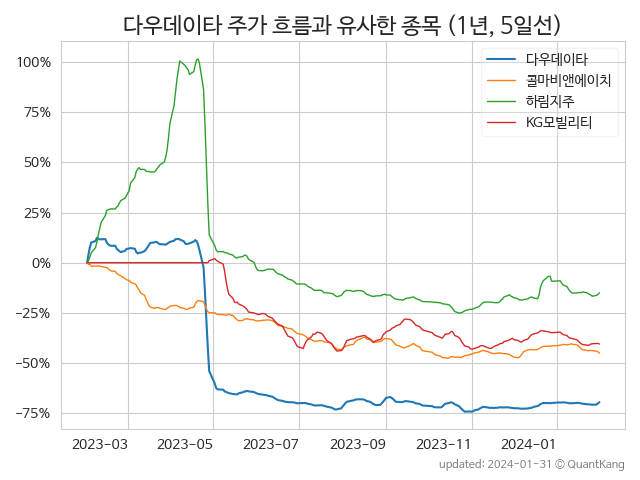 다우데이타 주가 흐름과 유사한 종목 (1년, 5일선)
다우데이타
콜마비앤에이치
하림지주
KG모빌리티
100%
75%
50%
25%
0%
−25%
−50%
−75%
2023-03 2023-05 2023-07 2023-09 2023-11 2024-01
updated: 2024-01-31 © QuantKang